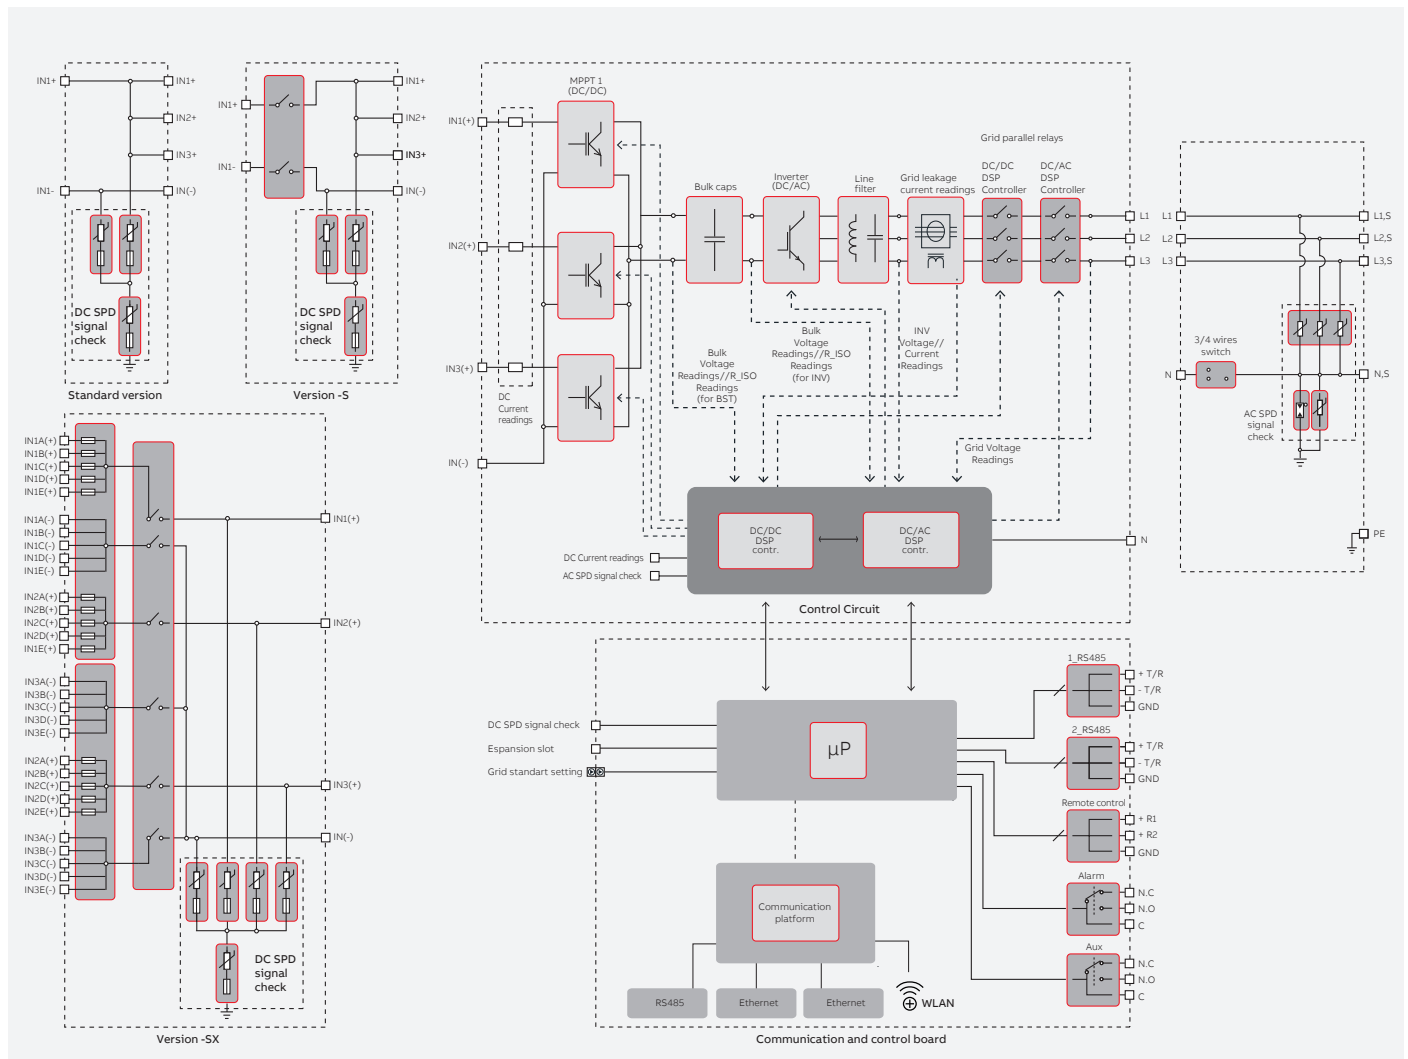 IN1+
IN1-
IN1+
IN2+
IN3+
IN(-)
DC SPD
signal
check
Standard version
IN1+
IN1-
IN1+
IN2+
IN3+
IN(-)
DC SPD
signal
check
Version -S
IN1A(+)
IN1B(+)
IN1C(+)
IN1D(+)
IN1E(+)
IN1A(-)
IN1B(-)
IN1C(-)
IN1D(-)
IN1E(-)
IN2A(+)
IN2B(+)
IN2C(+)
IN2D(+)
IN1E(+)
IN3A(-)
IN3B(-)
IN3C(-)
IN3D(-)
IN3E(-)
IN2A(+)
IN2B(+)
IN2C(+)
IN2D(+)
IN2E(+)
IN3A(-)
IN3B(-)
IN3C(-)
IN3D(-)
IN3E(-)
IN1(+)
IN2(+)
IN3(+)
IN(-)
DC SPD
signal
check
Version -SX
IN1(+)
IN2(+)
IN3(+)
IN(-)
MPPT 1
(DC/DC)
DC
Current
readings
Bulk caps
Inverter
(DC/AC)
Line
filter
Grid leakage
current readings
Grid parallel relays
DC/DC
DSP
Controller
DC/AC
DSP
Controller
L1
L2
L3
Bulk
Voltage
Readings//R_ISO
Readings
(for BST)
Bulk
Voltage
Readings//R_ISO
Readings
(for INV)
INV
Voltage//
Current
Readings
Grid Voltage
Readings
DC/DC
DSP
contr.
DC/AC
DSP
contr.
DC Current readings
AC SPD signal check
Control Circuit
N
L1
L2
L3
N
3/4 wires
switch
AC SPD
signal
check
L1,S
L2,S
L3,S
N,S
PE
DC SPD signal check
Espansion slot
Grid standart setting
µP
Communication
platform
RS485
Ethernet
Ethernet
WLAN
1_RS485
+ T/R
- T/R
GND
2_RS485
+ T/R
- T/R
GND
Remote control
+ R1
+ R2
GND
Alarm
N.C
N.O
C
Aux
N.C
N.O
C
Communication and control board